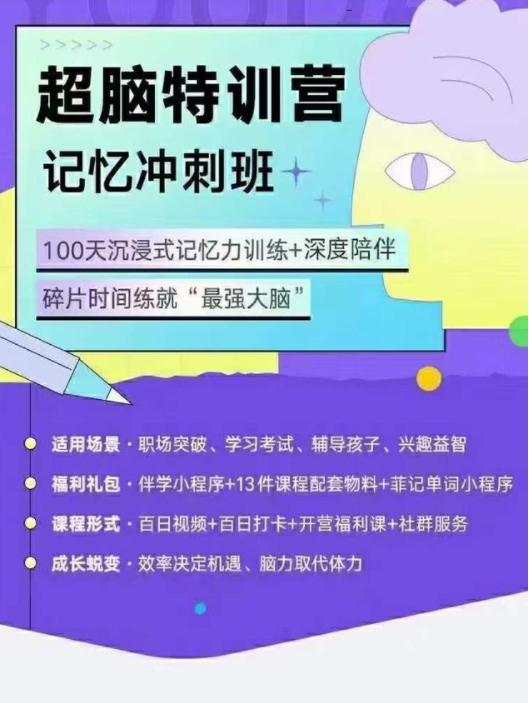 >>>>>
超脑特训营
记忆冲刺班
100天沉浸式记忆力训练+深度陪伴
碎片时间练就“最强大脑”
适用场景·职场突破、学习考试、辅导孩子、兴趣益智
福利礼包·伴学小程序+13件课程配套物料+菲记单词小程序
课程形式·百日视频+百日打卡+开营福利课+社群服务
成长蜕变·效率决定机遇、脑力取代体力